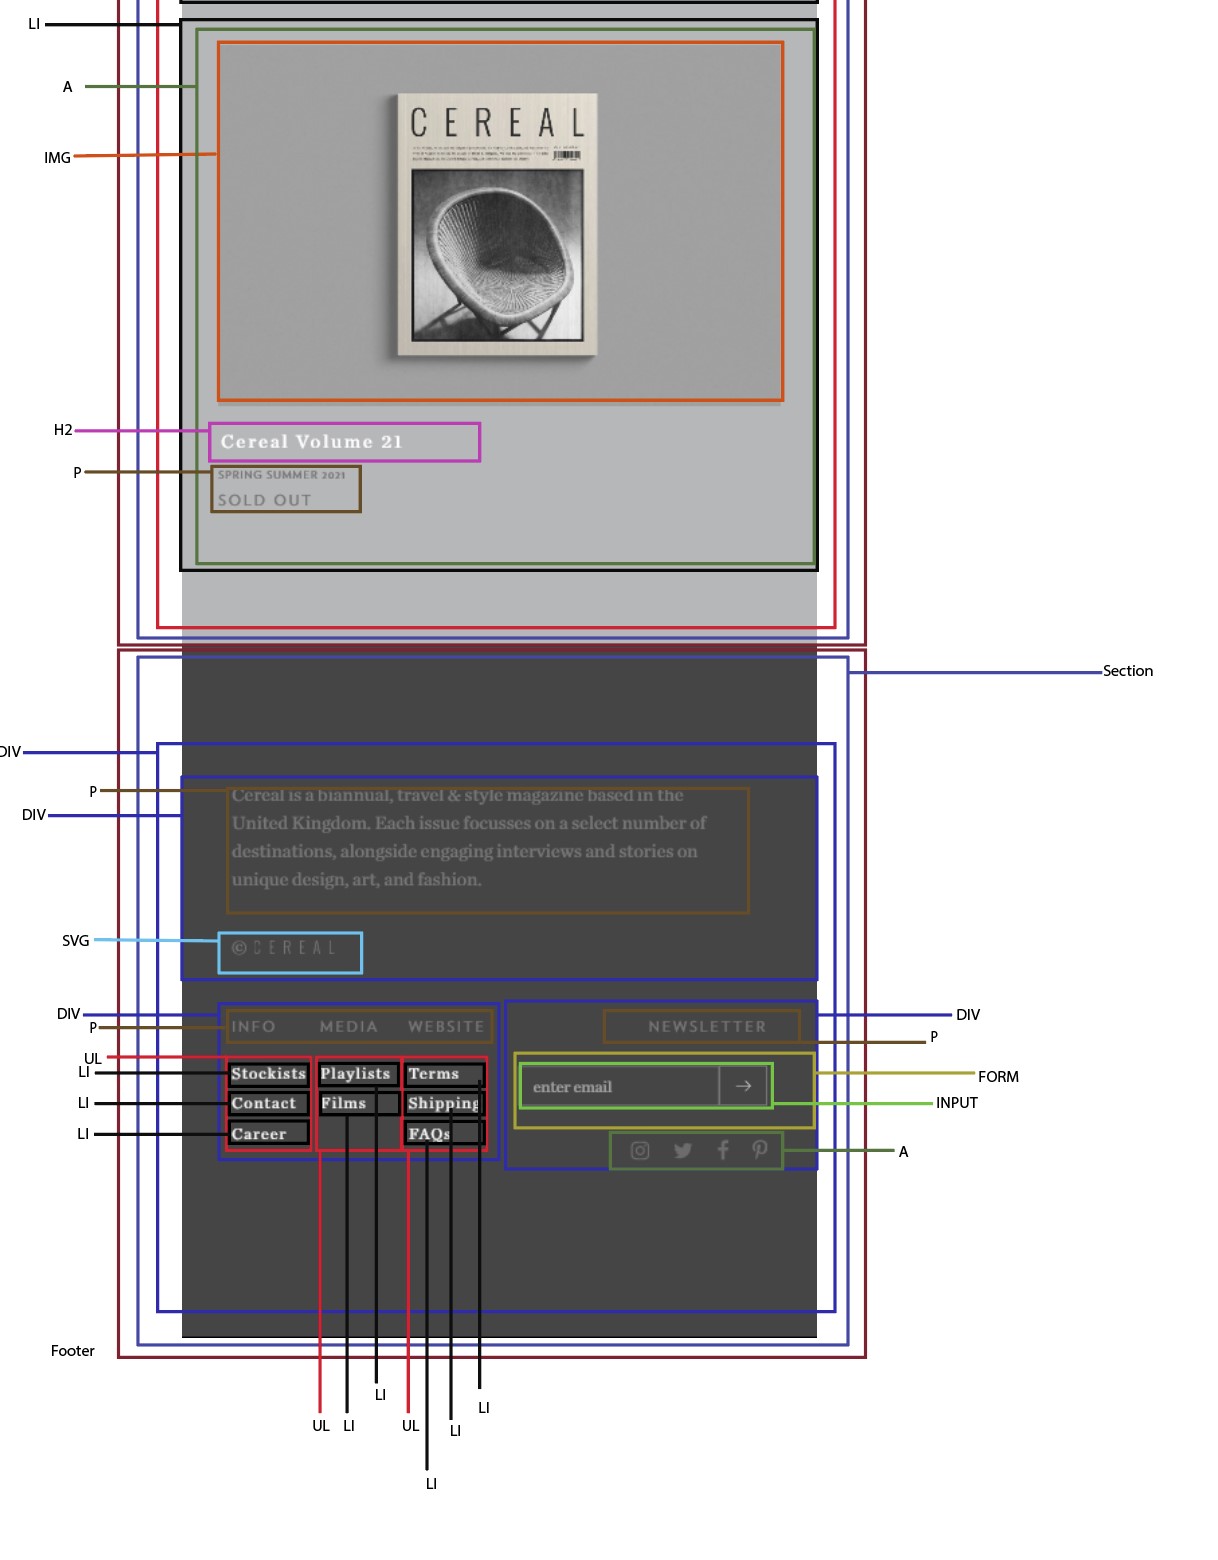 LI
A
CEREAL
IMG
H2
Cereal Volume 21
P
SPRING SUMMER 2021
SOLD OUT
Section
DIV
P
Cereal is a biannual, travel & style magazine based in the
DIV
United Kingdom. Each issue focusses on a select number of
destinations, alongside engaging interviews and stories on
unique design, art, and fashion.
SVG
© CEREAL
DIV
DIV
P
INFO MEDIA WEBSITE
NEWSLETTER
P
UL
LI
Stockists Playlists Terms
enter email
FORM
LI
Contact Films Shipping
INPUT
LI
Career FAQs
A
Footer
LI
LI
UL LI UL LI
LI